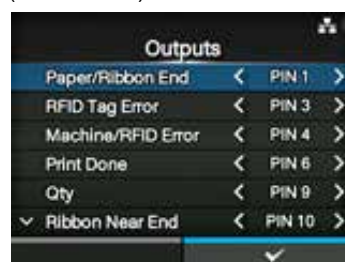 Outputs
Paper/Ribbon End < PIN 1 >
RFID Tag Error < PIN 3 >
Machine/RFID Error < PIN 4 >
Print Done < PIN 6 >
Qty < PIN 9 >
Ribbon Near End < PIN 10 >